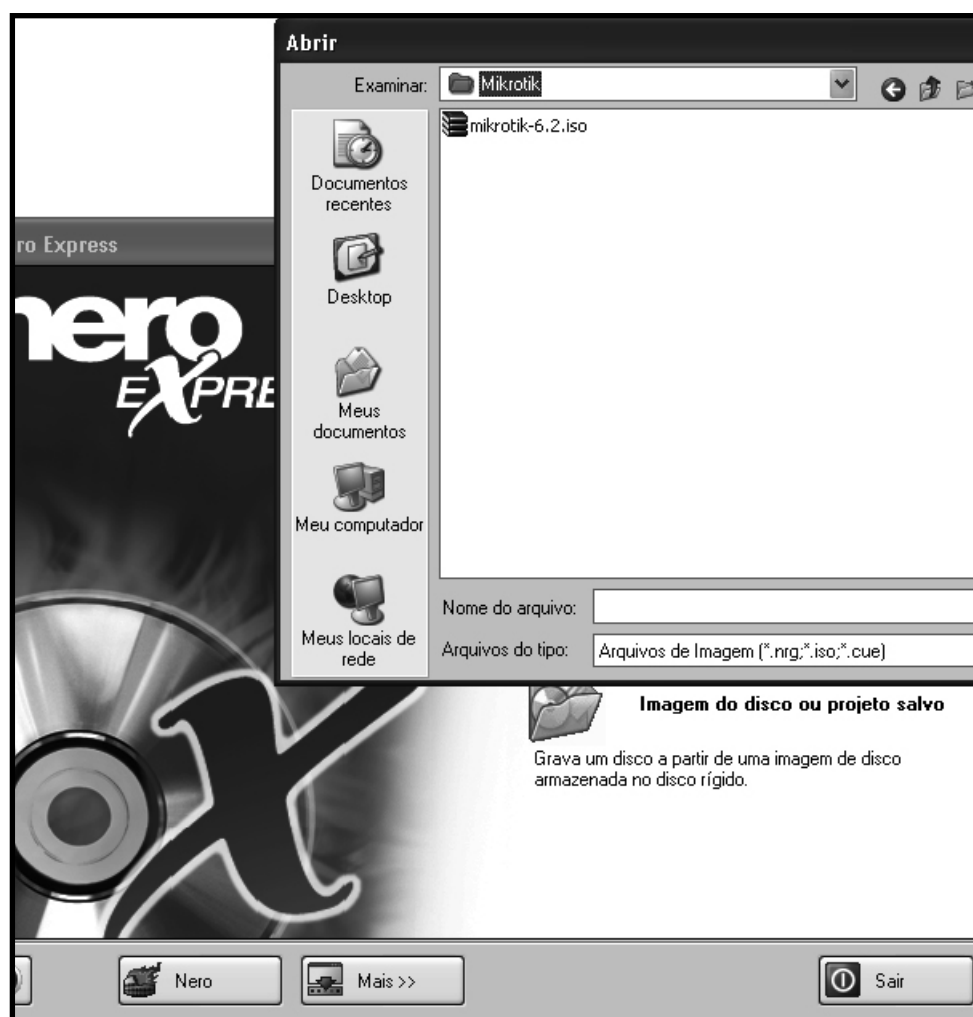 Abrir
Examinar:
Mikrotik
mikrotik-6.2.iso
Documentos
recentes
Desktop
Meus
documentos
Meu computador
Meus locais de
rede
Nome do arquivo:
Arquivos do tipo:
Arquivos de Imagem (*.nrg;*.iso;*.cue)
ro Express
nero
EXPRE
Imagem do disco ou projeto salvo
Grava um disco a partir de uma imagem de disco
armazenada no disco rígido.
Nero
Mais >>
Sair